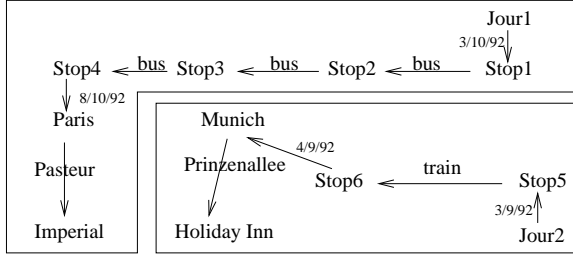 Jour1
3/10/92
Stop4 bus Stop3 bus Stop2 bus Stop1
8/10/92
Paris Munich
4/9/92
Pasteur Prinzenallee train
Stop6 Stop5
3/9/92
Imperial Holiday Inn Jour2